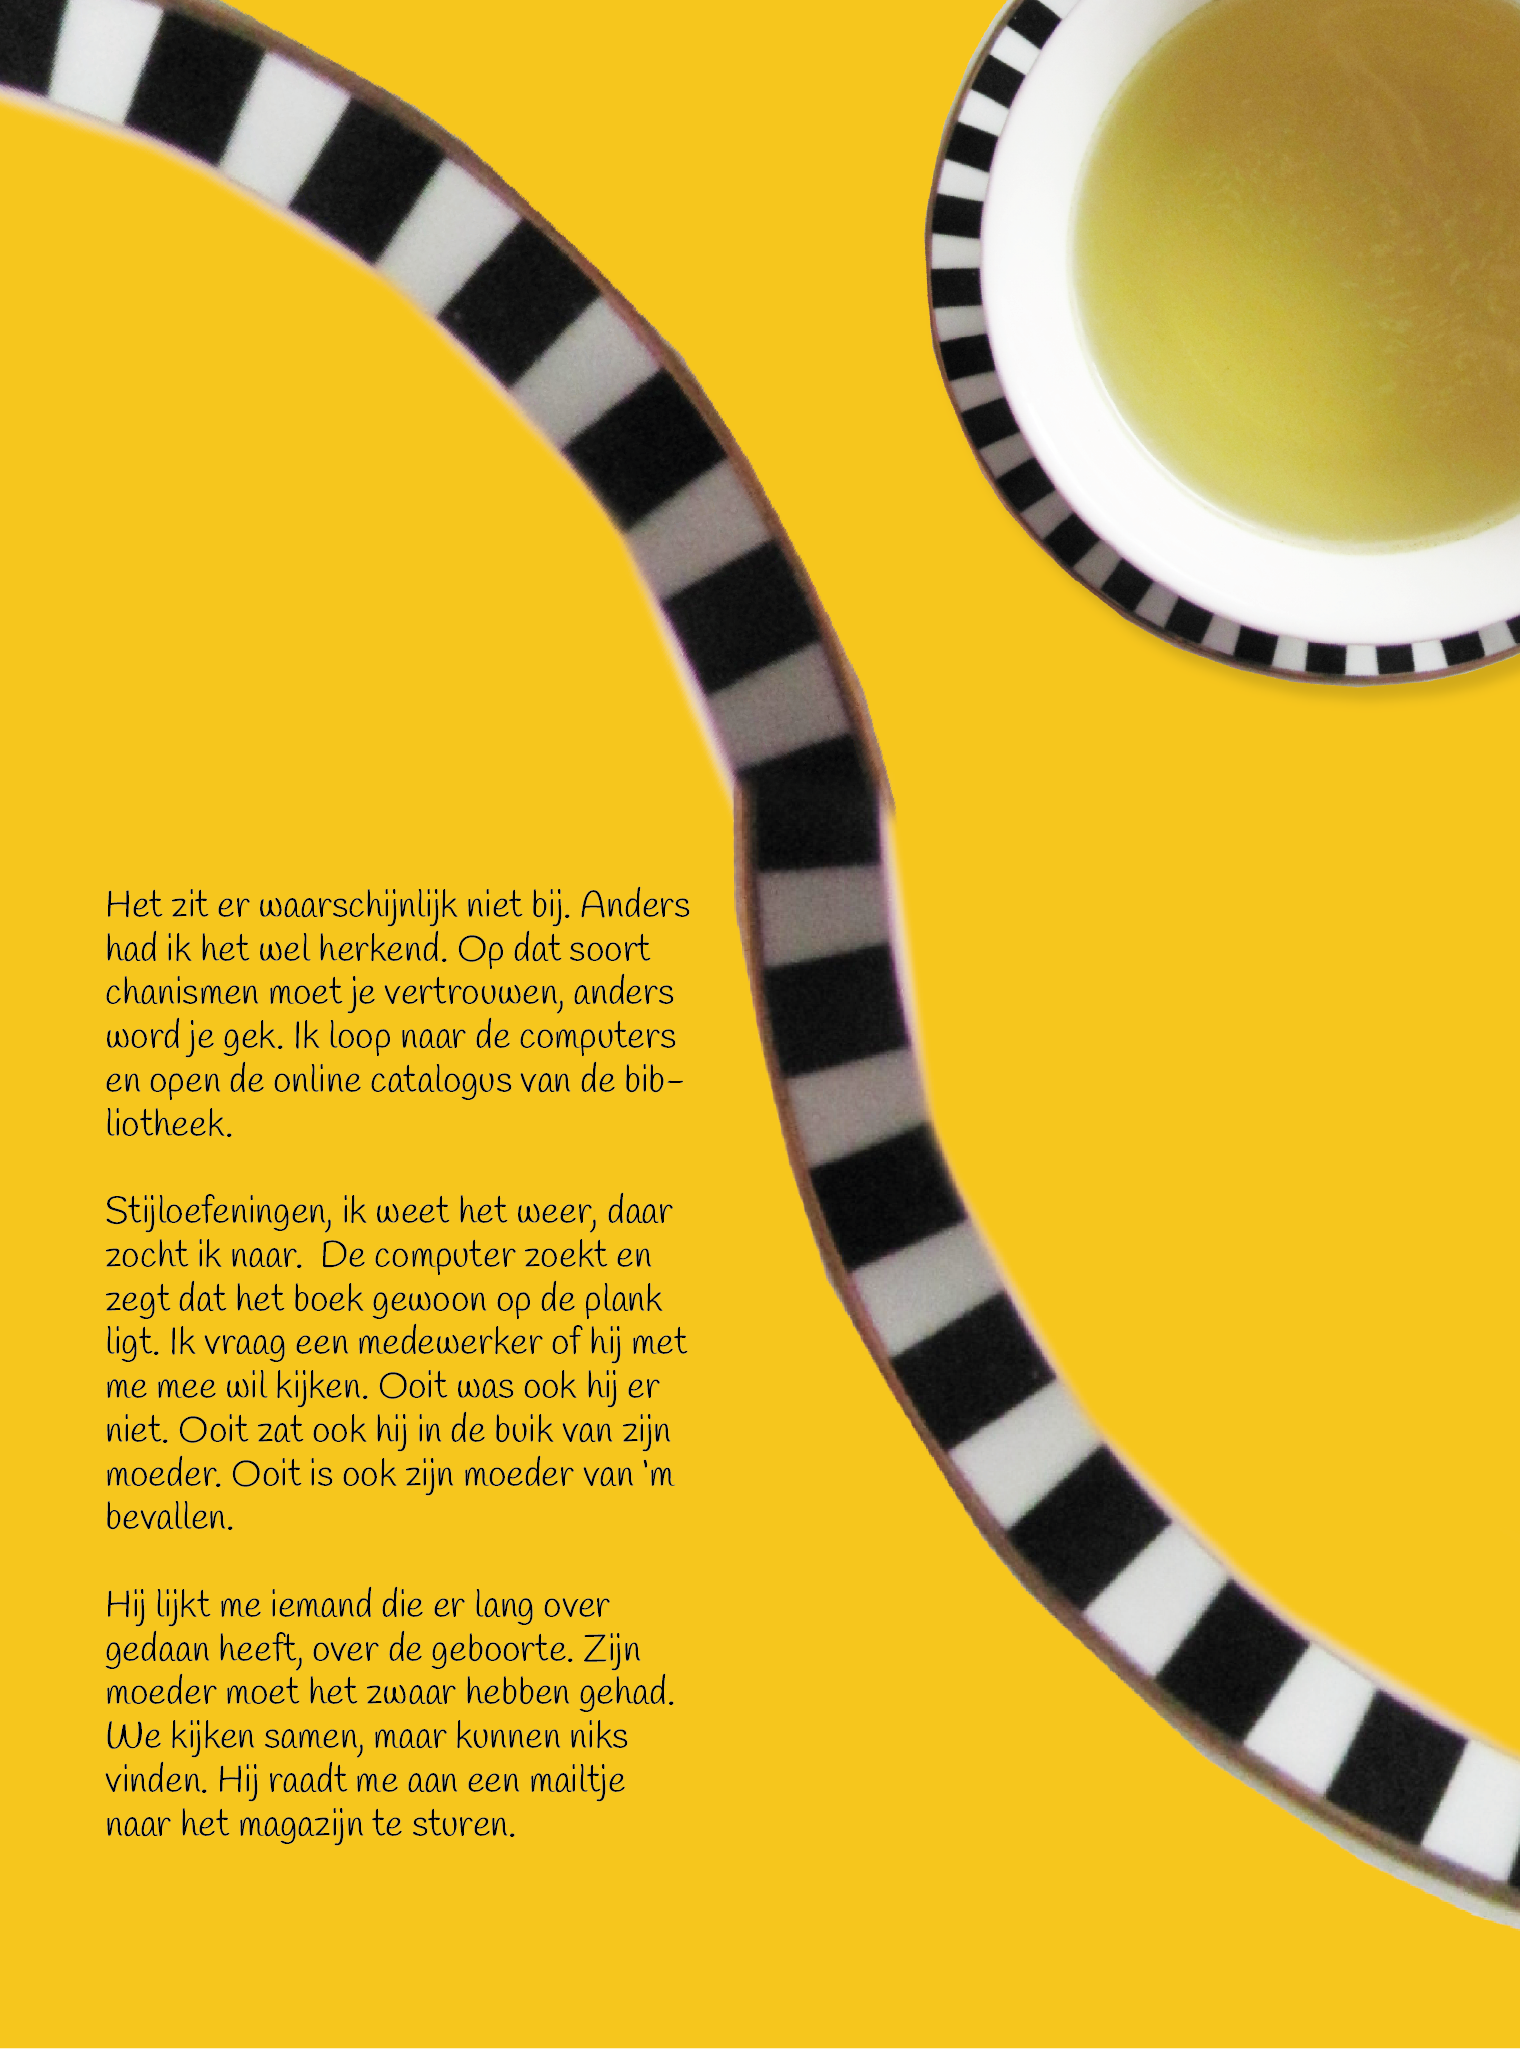 Het zit er waarschijnlijk niet bij. Anders
had ik het wel herkend. Op dat soort
chanismen moet je vertrouwen, anders
word je gek. Ik loop naar de computers
en open de online catalogus van de bib-
liotheek.
Stijloefeningen, ik weet het weer, daar
zocht ik naar.  De computer zoekt en
zegt dat het boek gewoon op de plank
ligt. Ik vraag een medewerker of hij met
me mee wil kijken. Ooit was ook hij er
niet. Ooit zat ook hij in de buik van zijn
moeder. Ooit is ook zijn moeder van 'm
bevallen.
Hij lijkt me iemand die er lang over
gedaan heeft, over de geboorte. Zijn
moeder moet het zwaar hebben gehad.
We kijken samen, maar kunnen niks
vinden. Hij raadt me aan een mailtje
naar het magazijn te sturen.